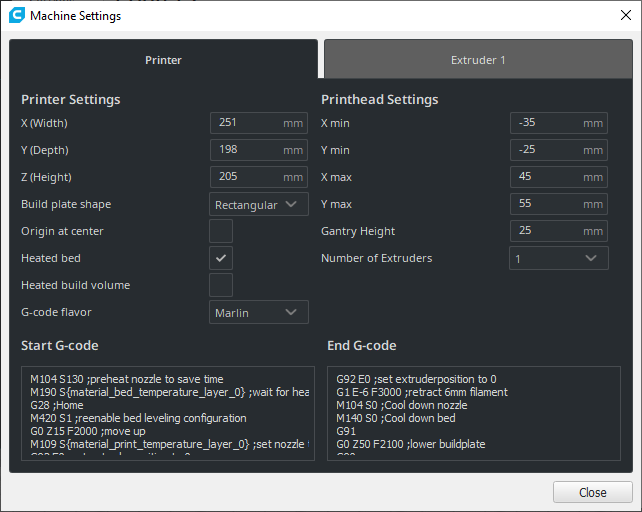 Machine Settings
Printer
Extruder 1
Printer Settings
X (Width) 251 mm
Y (Depth) 198 mm
Z (Height) 205 mm
Build plate shape Rectangular
Origin at center
Heated bed
Heated build volume
G-code flavor Marlin
Printhead Settings
X min -35 mm
Y min -25 mm
X max 45 mm
Y max 55 mm
Gantry Height 25 mm
Number of Extruders 1
Start G-code
M104 S130 ;preheat nozzle to save time
M190 S{material_bed_temperature_layer_0} ;wait for hea
G28 ;Home
M420 S1 ;reenable bed leveling configuration
G0 Z15 F2000 ;move up
M109 S{material_print_temperature_layer_0} ;set nozzle
End G-code
G92 E0 ;set extruderposition to 0
G1 E-6 F3000 ;retract 6mm filament
M104 S0 ;Cool down nozzle
M140 S0 ;Cool down bed
G91
G0 Z50 F2100 ;lower buildplate
Close